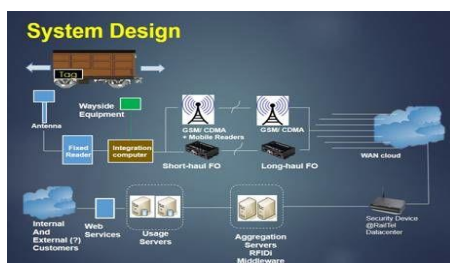 System Design
Tag
Wayside
Equipment
Antenna
Fixed
Reader
Integration
computer
GSM/ CDMA
+ Mobile Readers
GSM/ CDMA
Short-haul FO
Long-haul FO
WAN cloud
Internal
And
External (?)
Customers
Web
Services
Usage
Servers
Aggregation
Servers
RFIDi
Middleware
Security Device
@RailTel
Datacenter